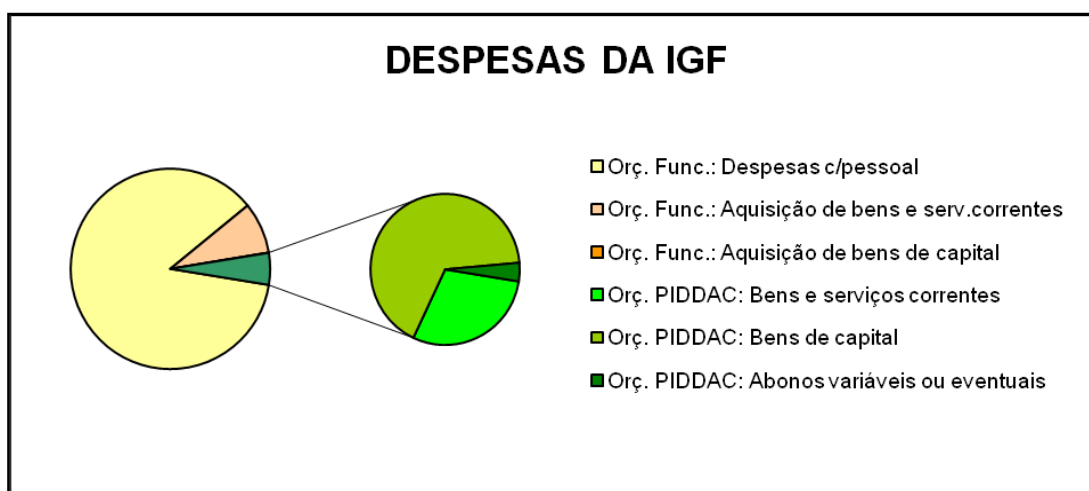 DESPESAS DA IGF
Orç. Func.: Despesas c/pessoal
Orç. Func.: Aquisição de bens e serv.correntes
Orç. Func.: Aquisição de bens de capital
Orç. PIDDAC: Bens e serviços correntes
Orç. PIDDAC: Bens de capital
Orç. PIDDAC: Abonos variáveis ou eventuais